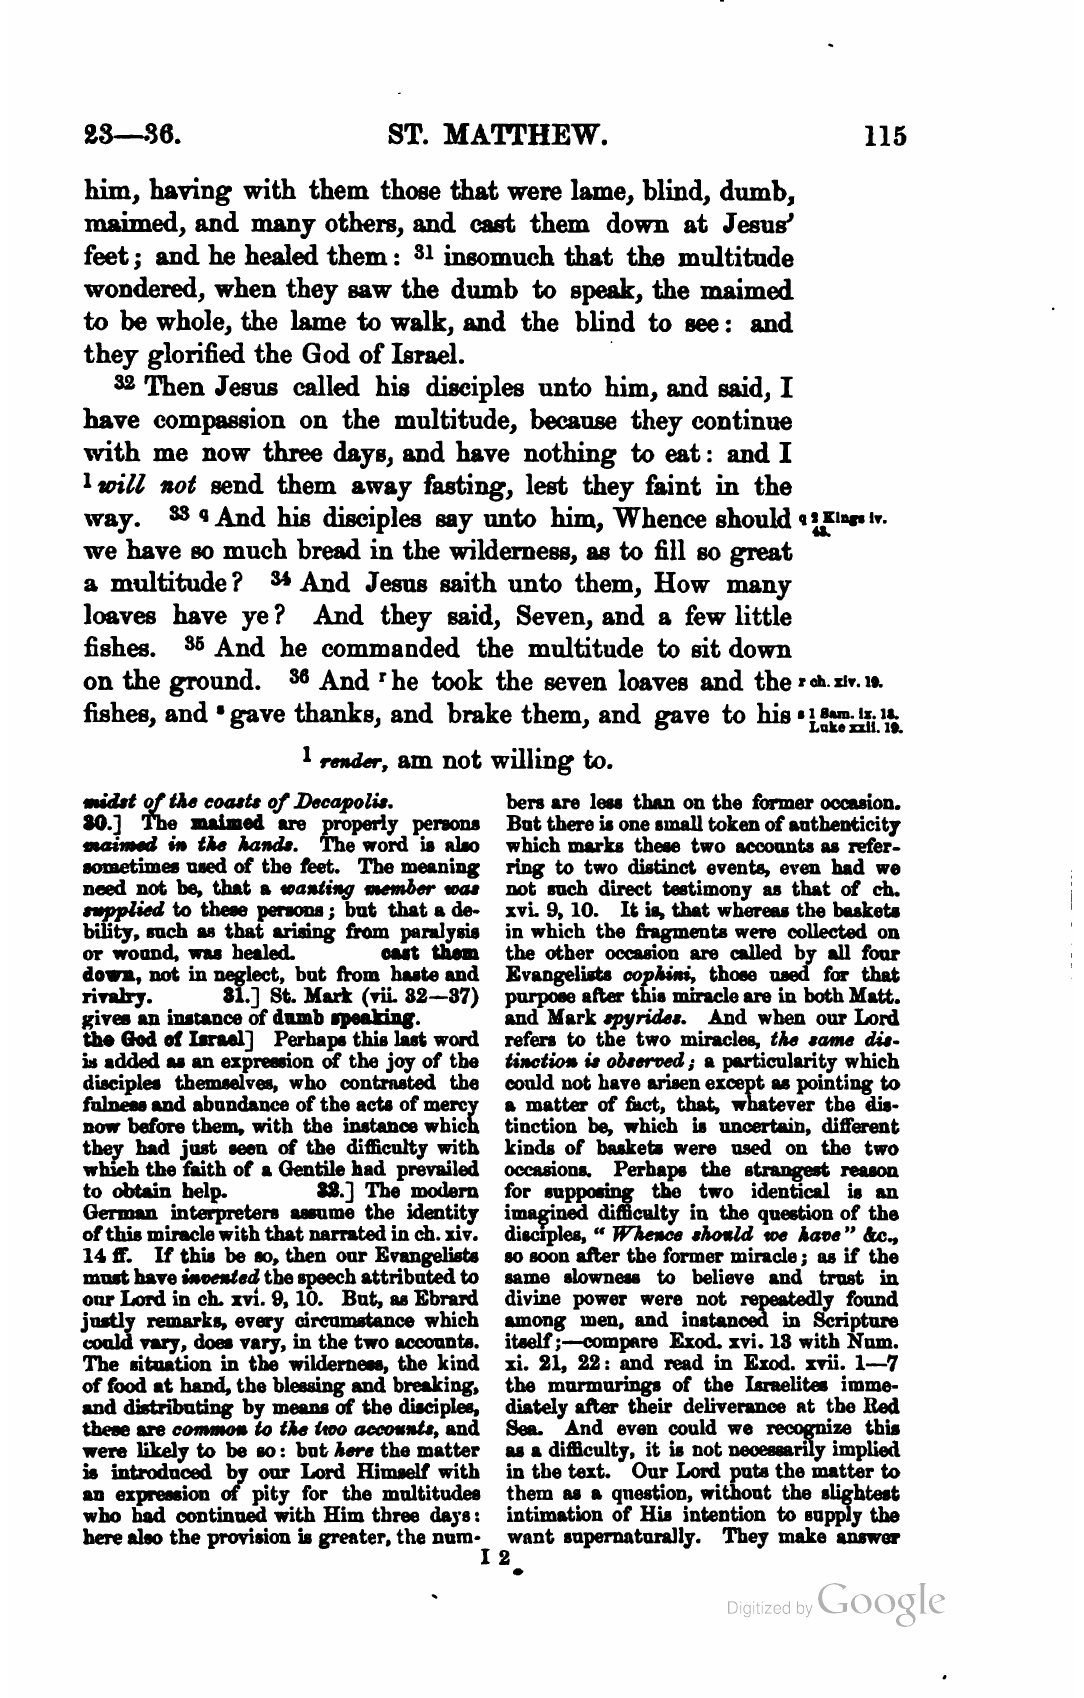 23—36.
ST. MATTHEW.
115
him, having with them those that were lame, blind, dumb,
maimed, and many others, and cast them down at Jesus'
feet; and he healed them: 31 insomuch that the multitude
wondered, when they saw the dumb to speak, the maimed
to be whole, the lame to walk, and the blind to see: and
they glorified the God of Israel.
32 Then Jesus called his disciples unto him, and said, I
have compassion on the multitude, because they continue
with me now three days, and have nothing to eat: and I
1 will not send them away fasting, lest they faint in the
way. 33 q And his disciples say unto him, Whence should
we have so much bread in the wilderness, as to fill so great
a multitude? 34 And Jesus saith unto them, How many
loaves have ye? And they said, Seven, and a few little
fishes. 35 And he commanded the multitude to sit down
on the ground. 36 And r he took the seven loaves and the
fishes, and s gave thanks, and brake them, and gave to his
q 2 Kings iv.
43.
r ch. xiv. 19.
s 1 Sam. ix. 13.
Luke xxii. 19.
1 render, am not willing to.
midst of the coasts of Decapolis.
30.] The maimed are properly persons
maimed in the hands. The word is also
sometimes used of the feet. The meaning
need not be, that a wanting member was
supplied to these persons; but that a de-
bility, such as that arising from paralysis
or wound, was healed. cast them
down, not in neglect, but from haste and
rivalry. 31.] St. Mark (vii. 32—37)
gives an instance of dumb speaking.
the God of Israel] Perhaps this last word
is added as an expression of the joy of the
disciples themselves, who contrasted the
fulness and abundance of the acts of mercy
now before them, with the instance which
they had just seen of the difficulty with
which the faith of a Gentile had prevailed
to obtain help. 32.] The modern
German interpreters assume the identity
of this miracle with that narrated in ch. xiv.
14 ff. If this be so, then our Evangelists
must have invented the speech attributed to
our Lord in ch. xvi. 9, 10. But, as Ebrard
justly remarks, every circumstance which
could vary, does vary, in the two accounts.
The situation in the wilderness, the kind
of food at hand, the blessing and breaking,
and distributing by means of the disciples,
these are common to the two accounts, and
were likely to be so: but here the matter
is introduced by our Lord Himself with
an expression of pity for the multitudes
who had continued with Him three days:
here also the provision is greater, the num-
bers are less than on the former occasion.
But there is one small token of authenticity
which marks these two accounts as refer-
ring to two distinct events, even had we
not such direct testimony as that of ch.
xvi. 9, 10. It is, that whereas the baskets
in which the fragments were collected on
the other occasion are called by all four
Evangelists cophini, those used for that
purpose after this miracle are in both Matt.
and Mark spyrides. And when our Lord
refers to the two miracles, the same dis-
tinction is observed; a particularity which
could not have arisen except as pointing to
a matter of fact, that, whatever the dis-
tinction be, which is uncertain, different
kinds of baskets were used on the two
occasions. Perhaps the strangest reason
for supposing the two identical is an
imagined difficulty in the question of the
disciples, "Whence should we have" &c.,
so soon after the former miracle; as if the
same slowness to believe and trust in
divine power were not repeatedly found
among men, and instanced in Scripture
itself;—compare Exod. xvi. 13 with Num.
xi. 21, 22: and read in Exod. xvii. 1—7
the murmurings of the Israelites imme-
diately after their deliverance at the Red
Sea. And even could we recognize this
as a difficulty, it is not necessarily implied
in the text. Our Lord puts the matter to
them as a question, without the slightest
intimation of His intention to supply the
want supernaturally. They make answer
I 2
Digitized by Google